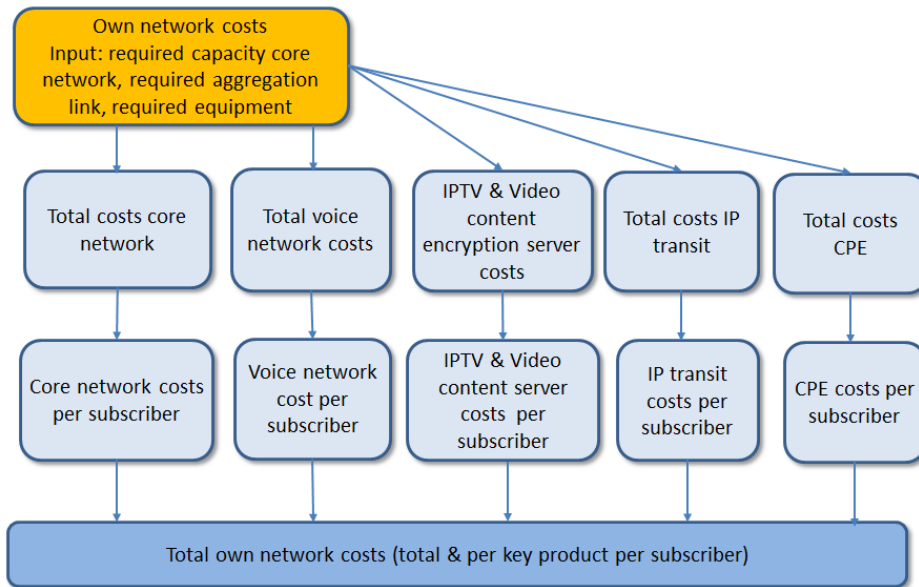 Own network costs
Input: required capacity core
network, required aggregation
link, required equipment
Total costs core
network
Total voice
network costs
IPTV & Video
content
encryption server
costs
Total costs IP
transit
Total costs
CPE
Core network costs
per subscriber
Voice network
cost per
subscriber
IPTV & Video
content server
costs per
subscriber
IP transit
costs per
subscriber
CPE costs per
subscriber
Total own network costs (total & per key product per subscriber)